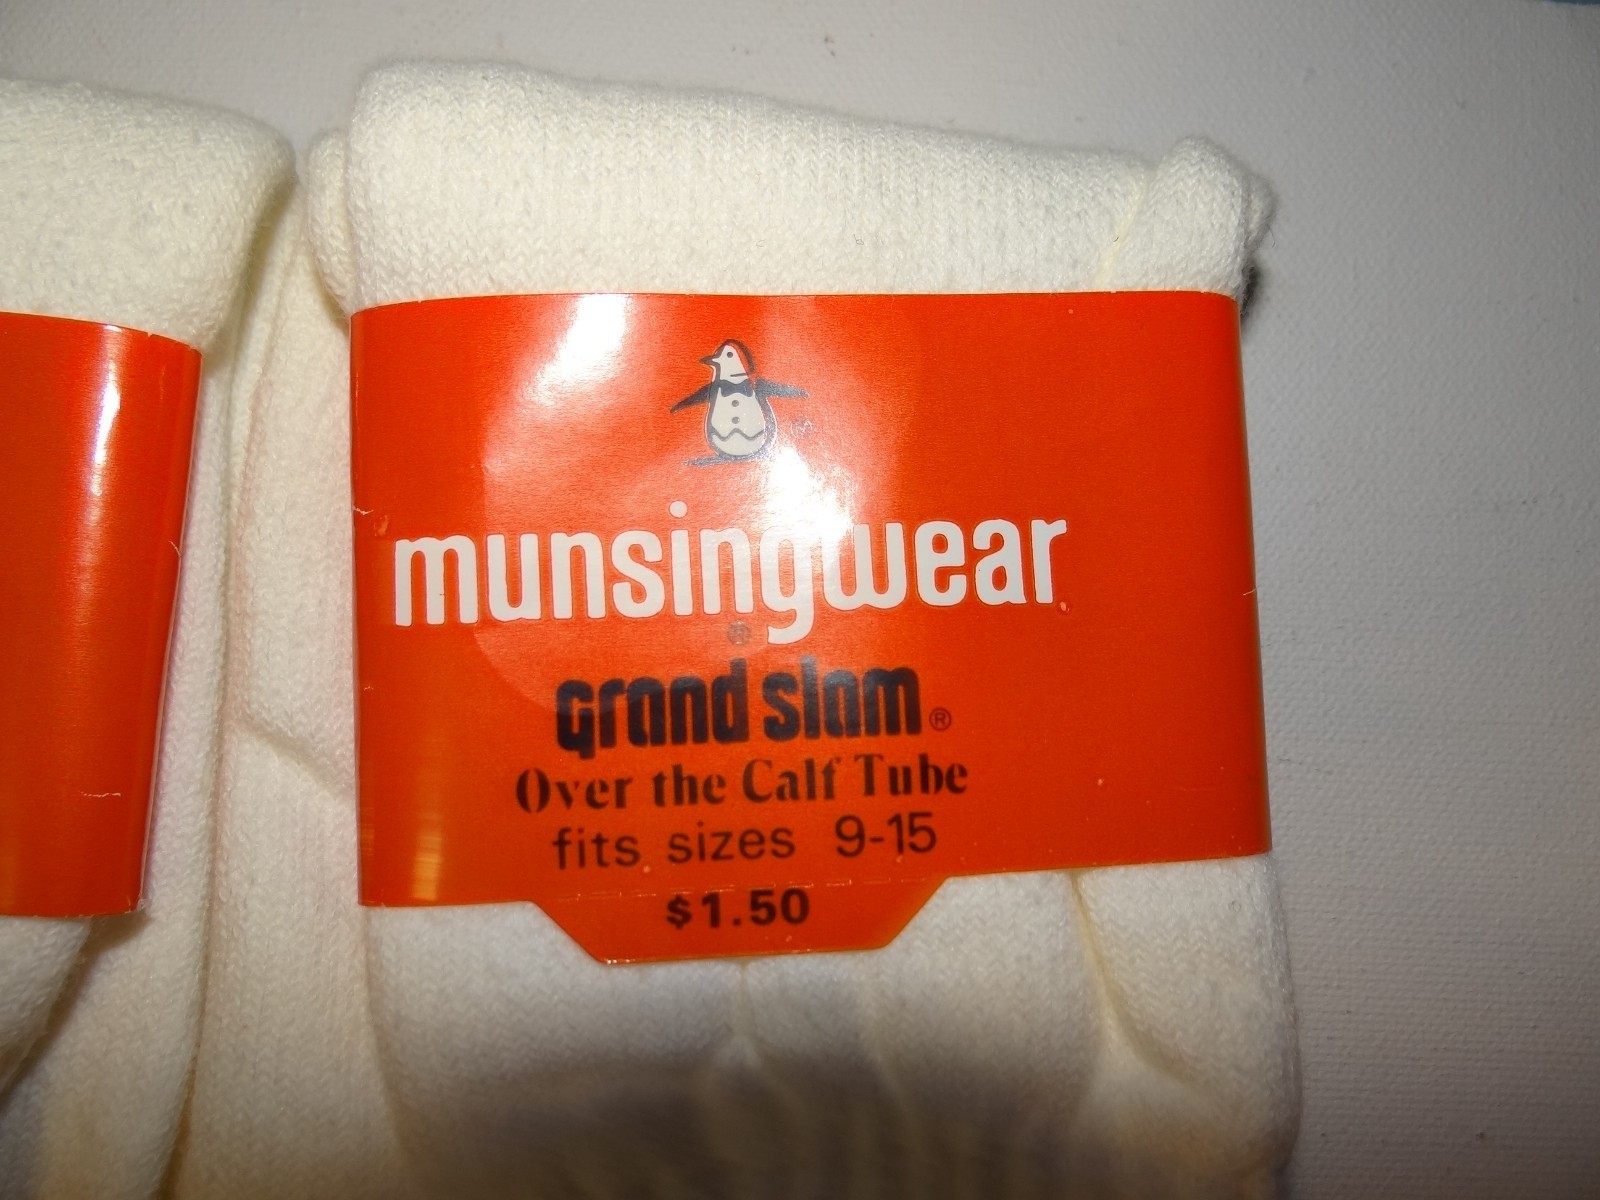 munsingwear
®
grand slam®
Over the Calf Tube
fits sizes 9-15
$1.50